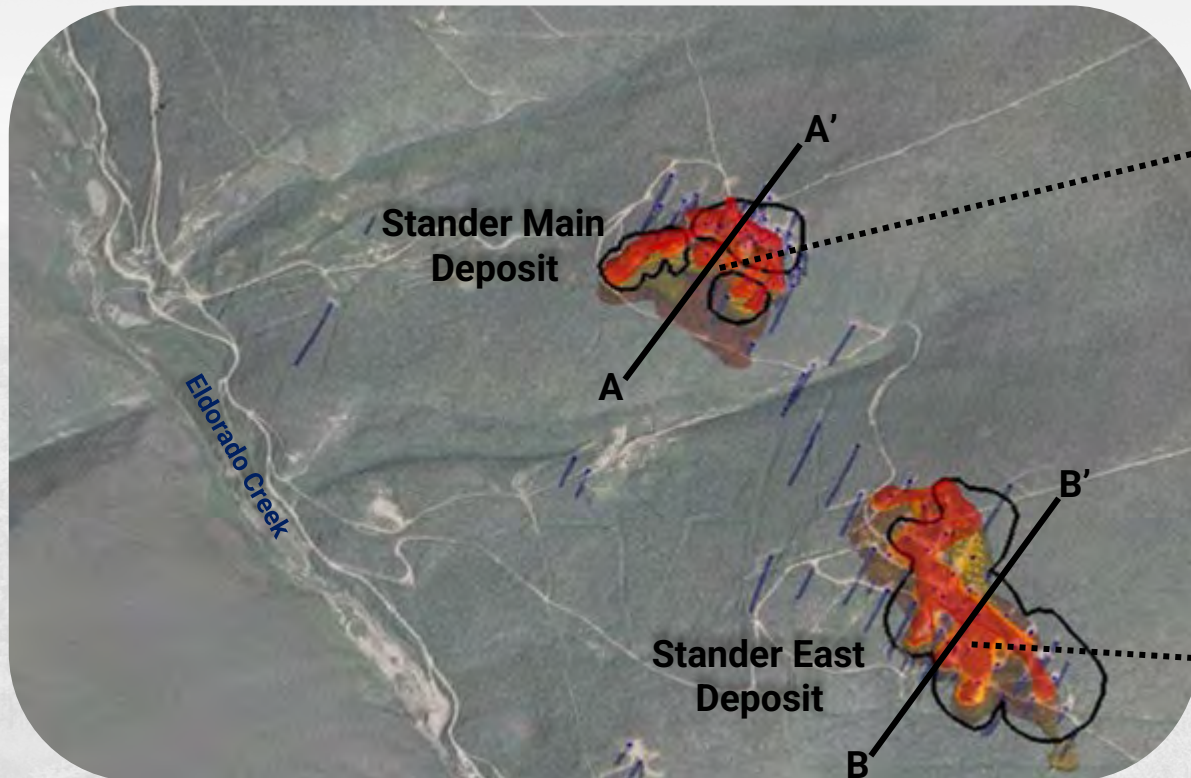 A’
Stander Main
Deposit
A
Eldorado Creek
B’
Stander East
Deposit
B